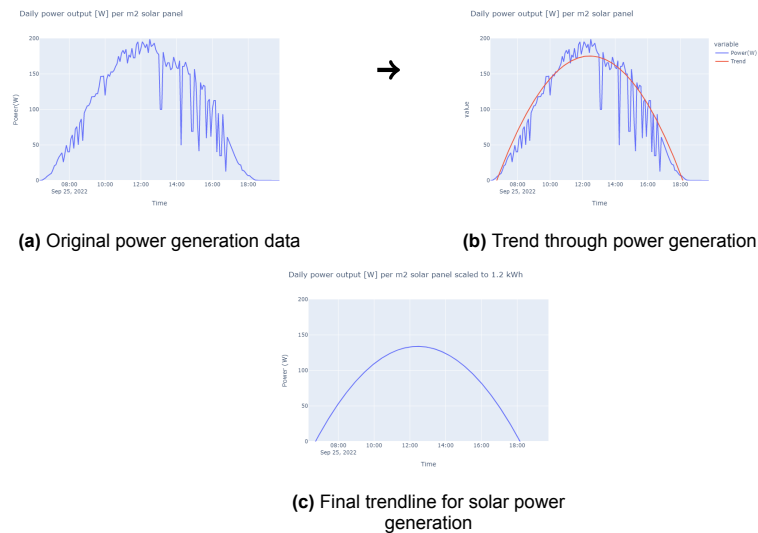 Daily power output [W] per m2 solar panel
200
150
100
50
0
Power(W)
08:00 10:00 12:00 14:00 16:00 18:00
Sep 25, 2022
Time
(a) Original power generation data
Daily power output [W] per m2 solar panel
200
150
100
50
0
value
08:00 10:00 12:00 14:00 16:00 18:00
Sep 25, 2022
Time
variable
Power(W)
Trend
(b) Trend through power generation
Daily power output [W] per m2 solar panel scaled to 1.2 kWh
200
150
100
50
0
Power (W)
08:00 10:00 12:00 14:00 16:00 18:00
Sep 25, 2022
Time
(c) Final trendline for solar power
generation